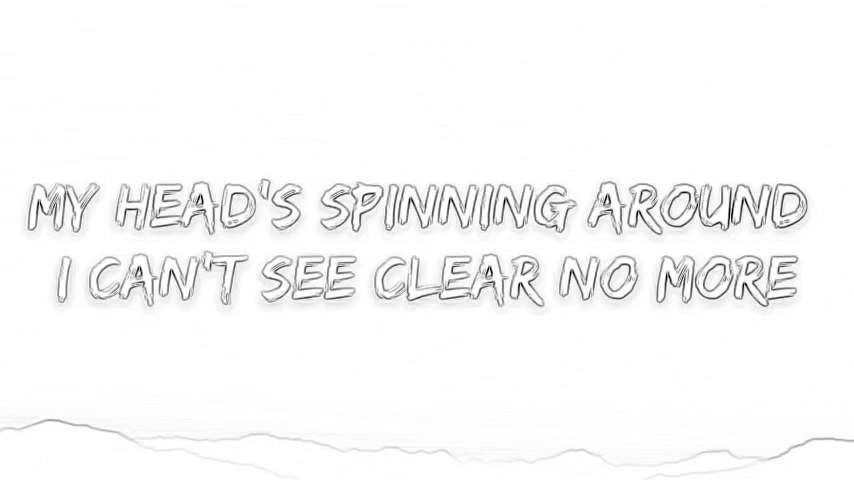 MY HEAD'S SPINNING AROUND
I CAN'T SEE CLEAR NO MORE